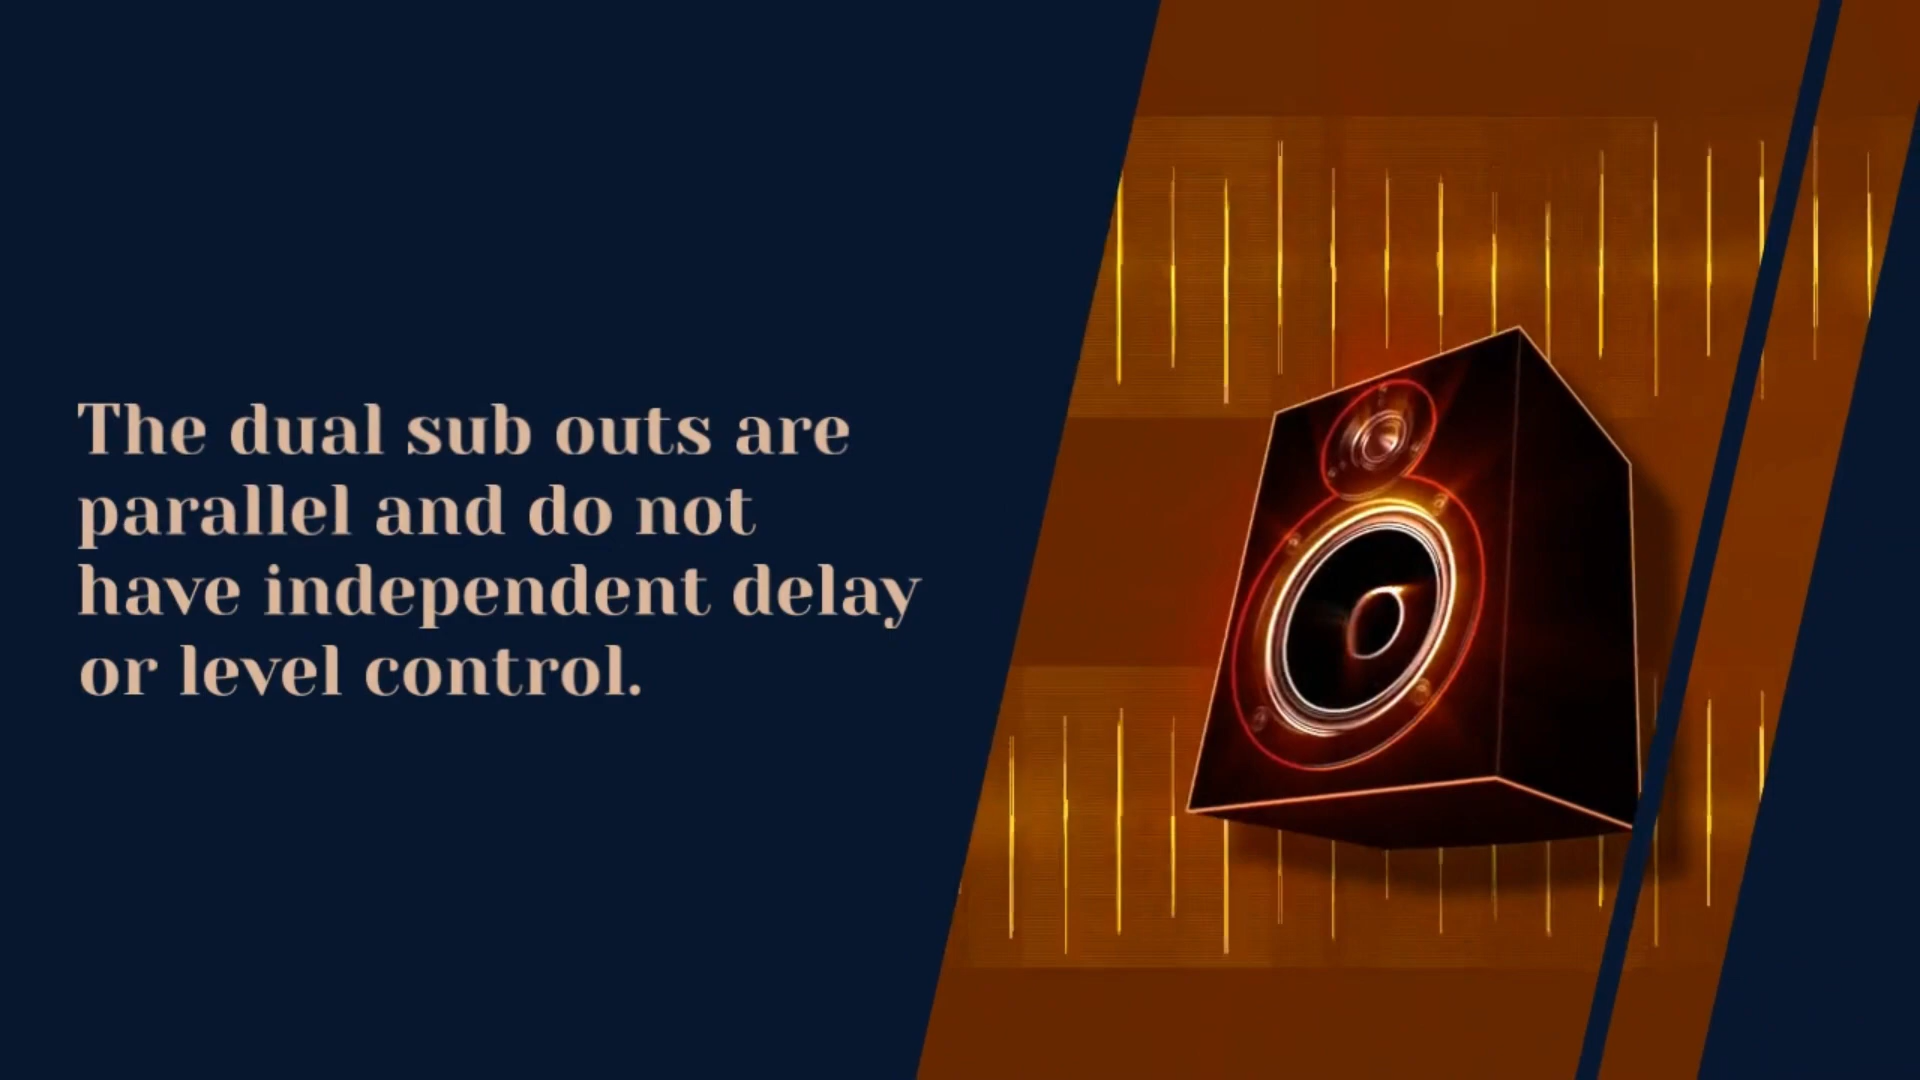 The dual sub outs are
parallel and do not
have independent delay
or level control.